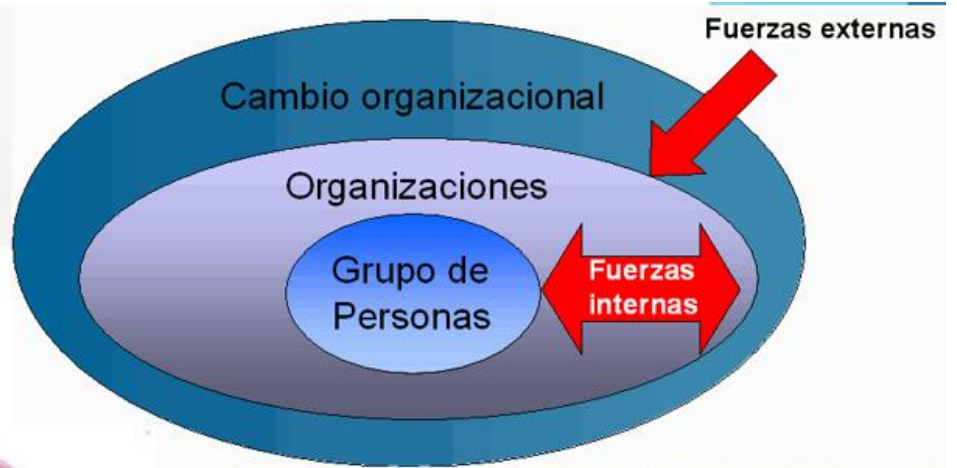 Fuerzas externas
Cambio organizacional
Organizaciones
Grupo de
Personas
Fuerzas
internas